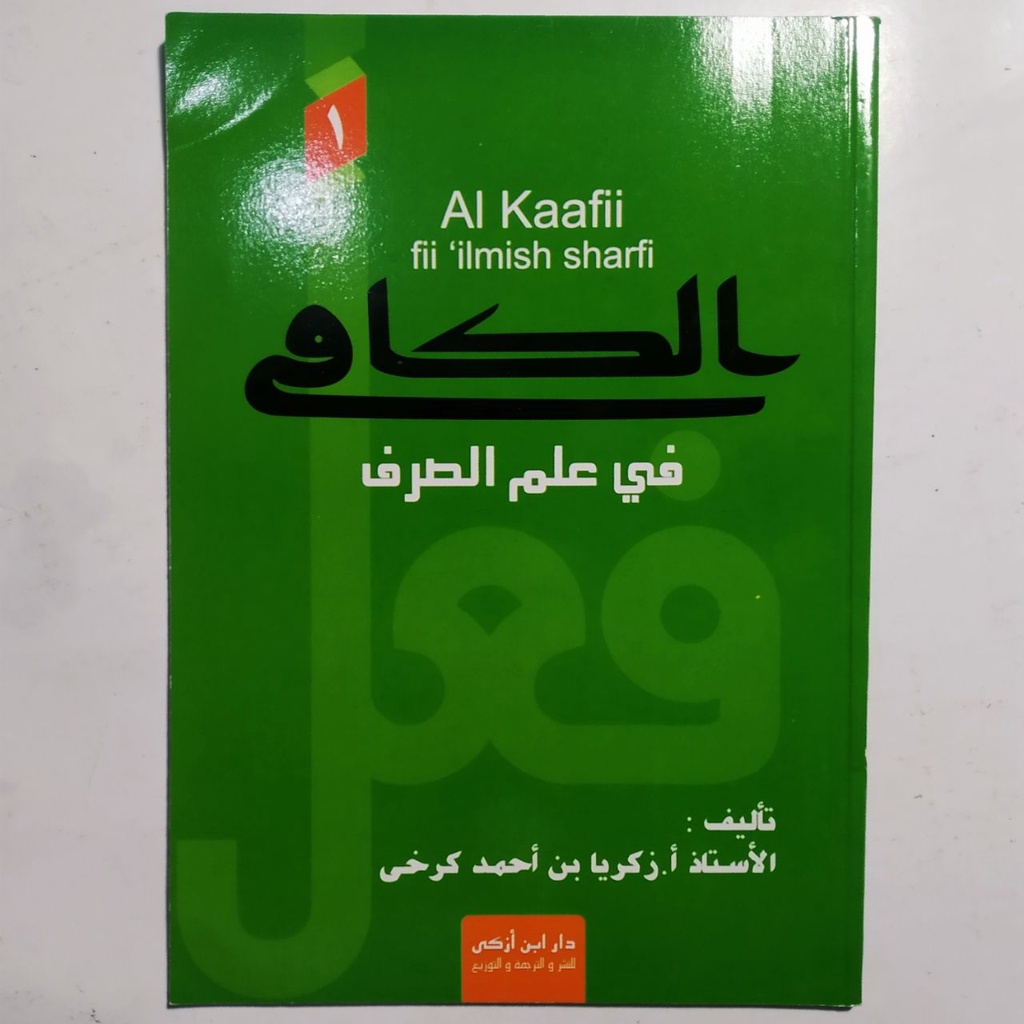 ١
Al Kaafii
fii ‘ilmish sharfi
الكافي
في علم الصرف
فعل
تأليف :
الأستاذ أ.زكريا بن أحمد كرخى
دار ابن أزكى
للنشر و الترجمة و التوزيع